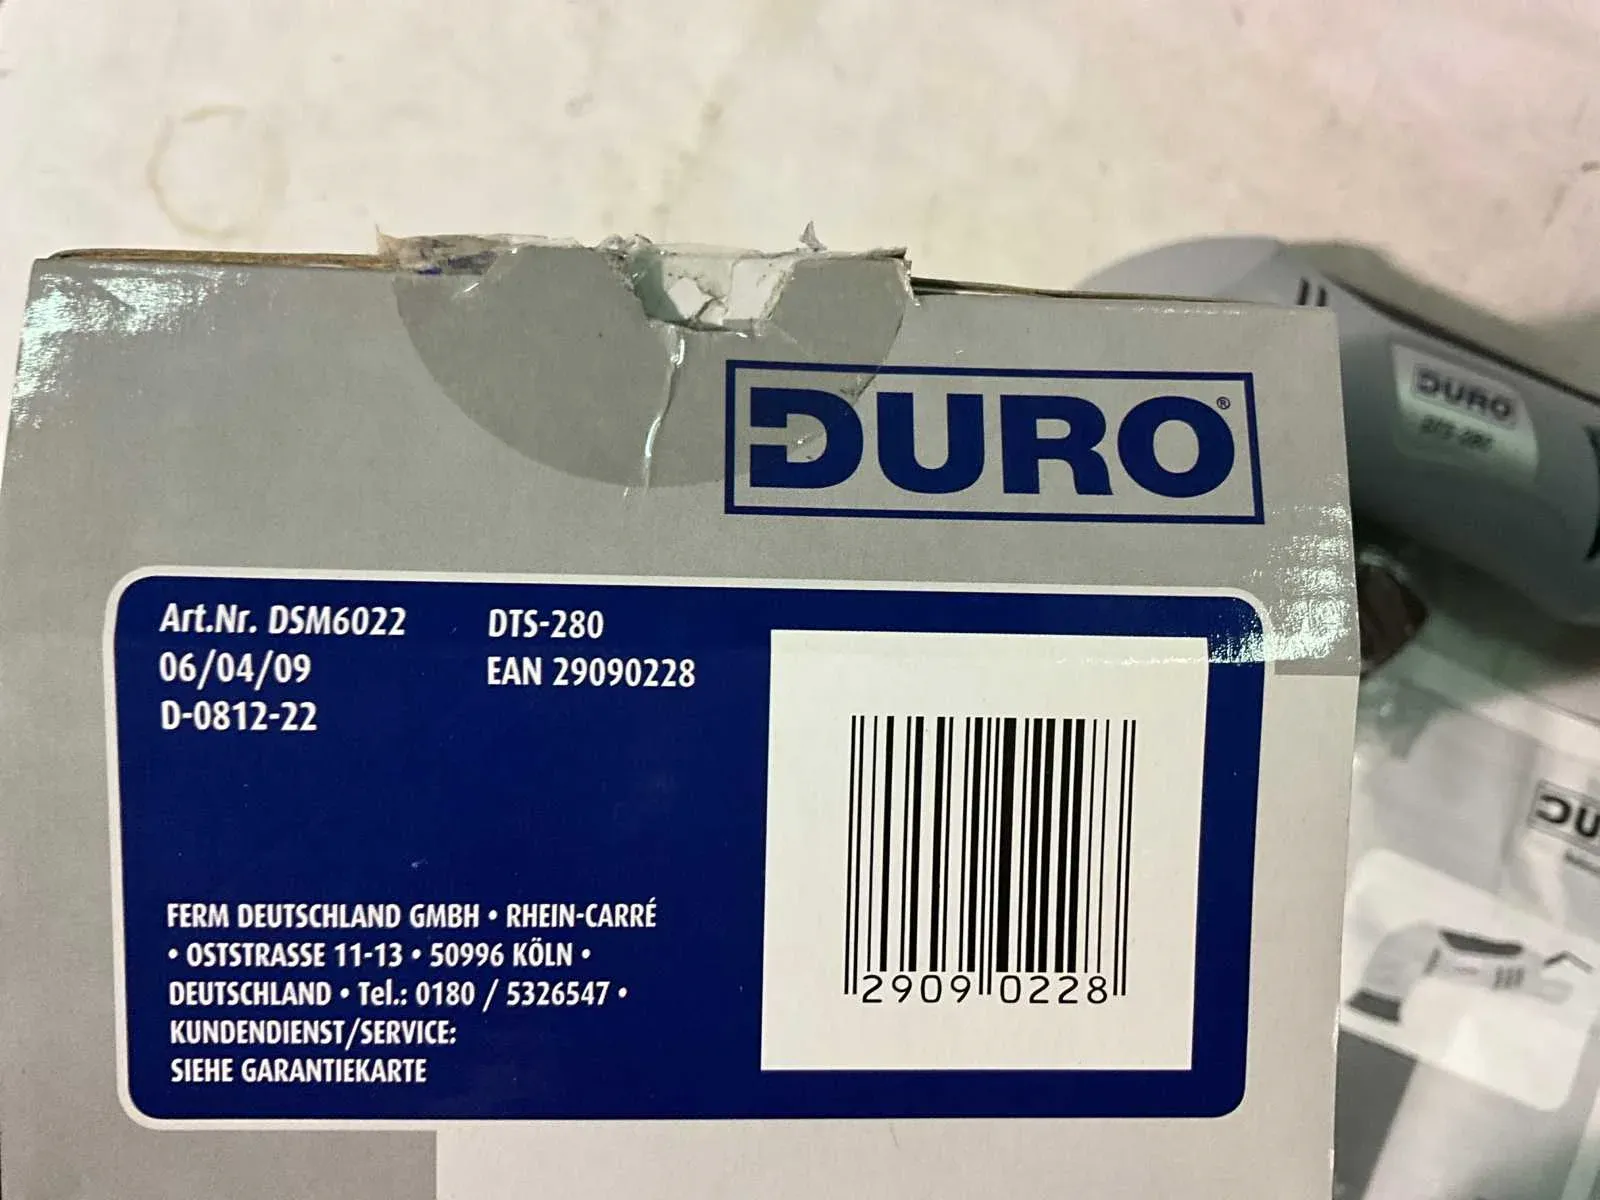 DURO®
DURO
DTS-280
Art.Nr. DSM6022
06/04/09
D-0812-22
DTS-280
EAN 29090228
FERM DEUTSCHLAND GMBH • RHEIN-CARRÉ
• OSTSTRASSE 11-13 • 50996 KÖLN •
DEUTSCHLAND • Tel.: 0180 / 5326547 •
KUNDENDIENST/SERVICE:
SIEHE GARANTIEKARTE
2909 0228